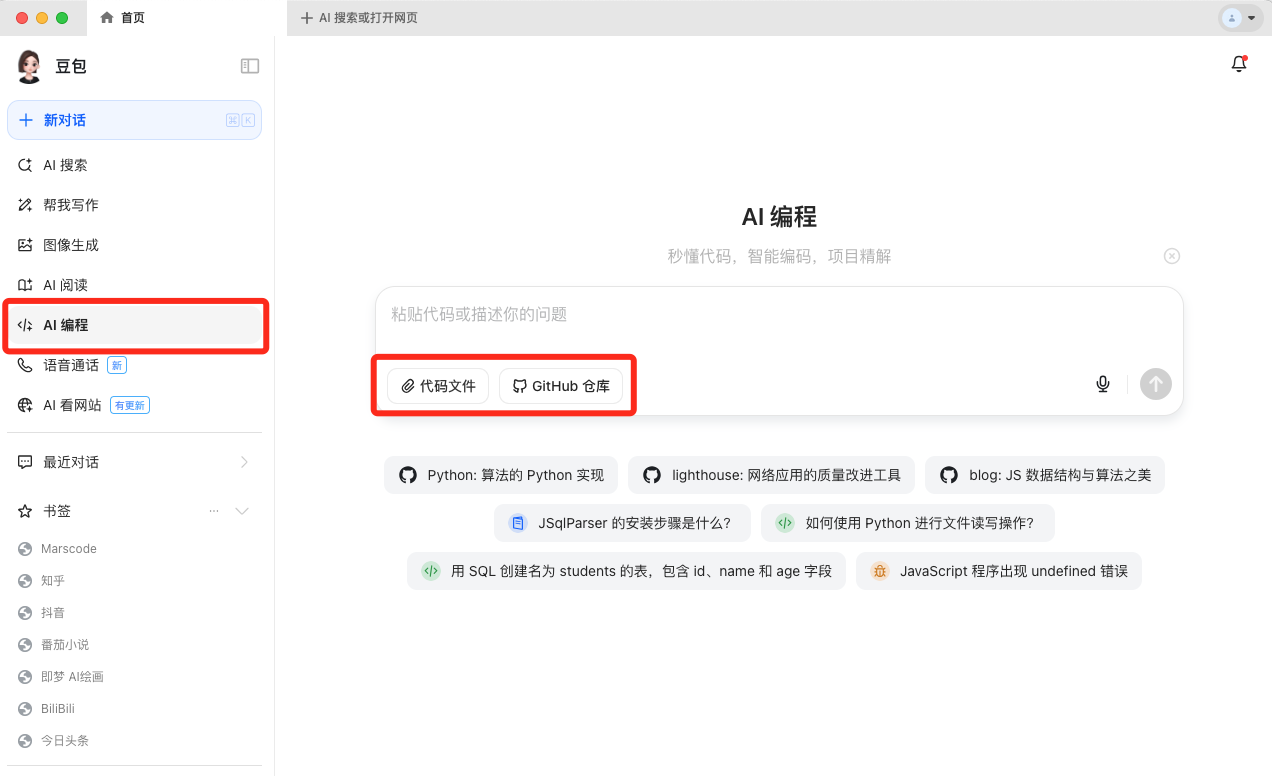 首页
AI 搜索或打开网页
豆包
新对话
⌘ K
AI 搜索
帮我写作
图像生成
AI 阅读
AI 编程
语音通话 新
AI 看网站 有更新
最近对话
书签
Marscode
知乎
抖音
番茄小说
即梦 AI绘画
BiliBili
今日头条
AI 编程
秒懂代码，智能编码，项目精解
粘贴代码或描述你的问题
代码文件
GitHub 仓库
Python: 算法的 Python 实现
lighthouse: 网络应用的质量改进工具
blog: JS 数据结构与算法之美
JSqlParser 的安装步骤是什么？
如何使用 Python 进行文件读写操作？
用 SQL 创建名为 students 的表，包含 id、name 和 age 字段
JavaScript 程序出现 undefined 错误